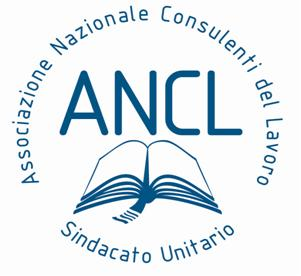 Associazione Nazionale Consulenti del Lavoro
ANCL
Sindacato Unitario